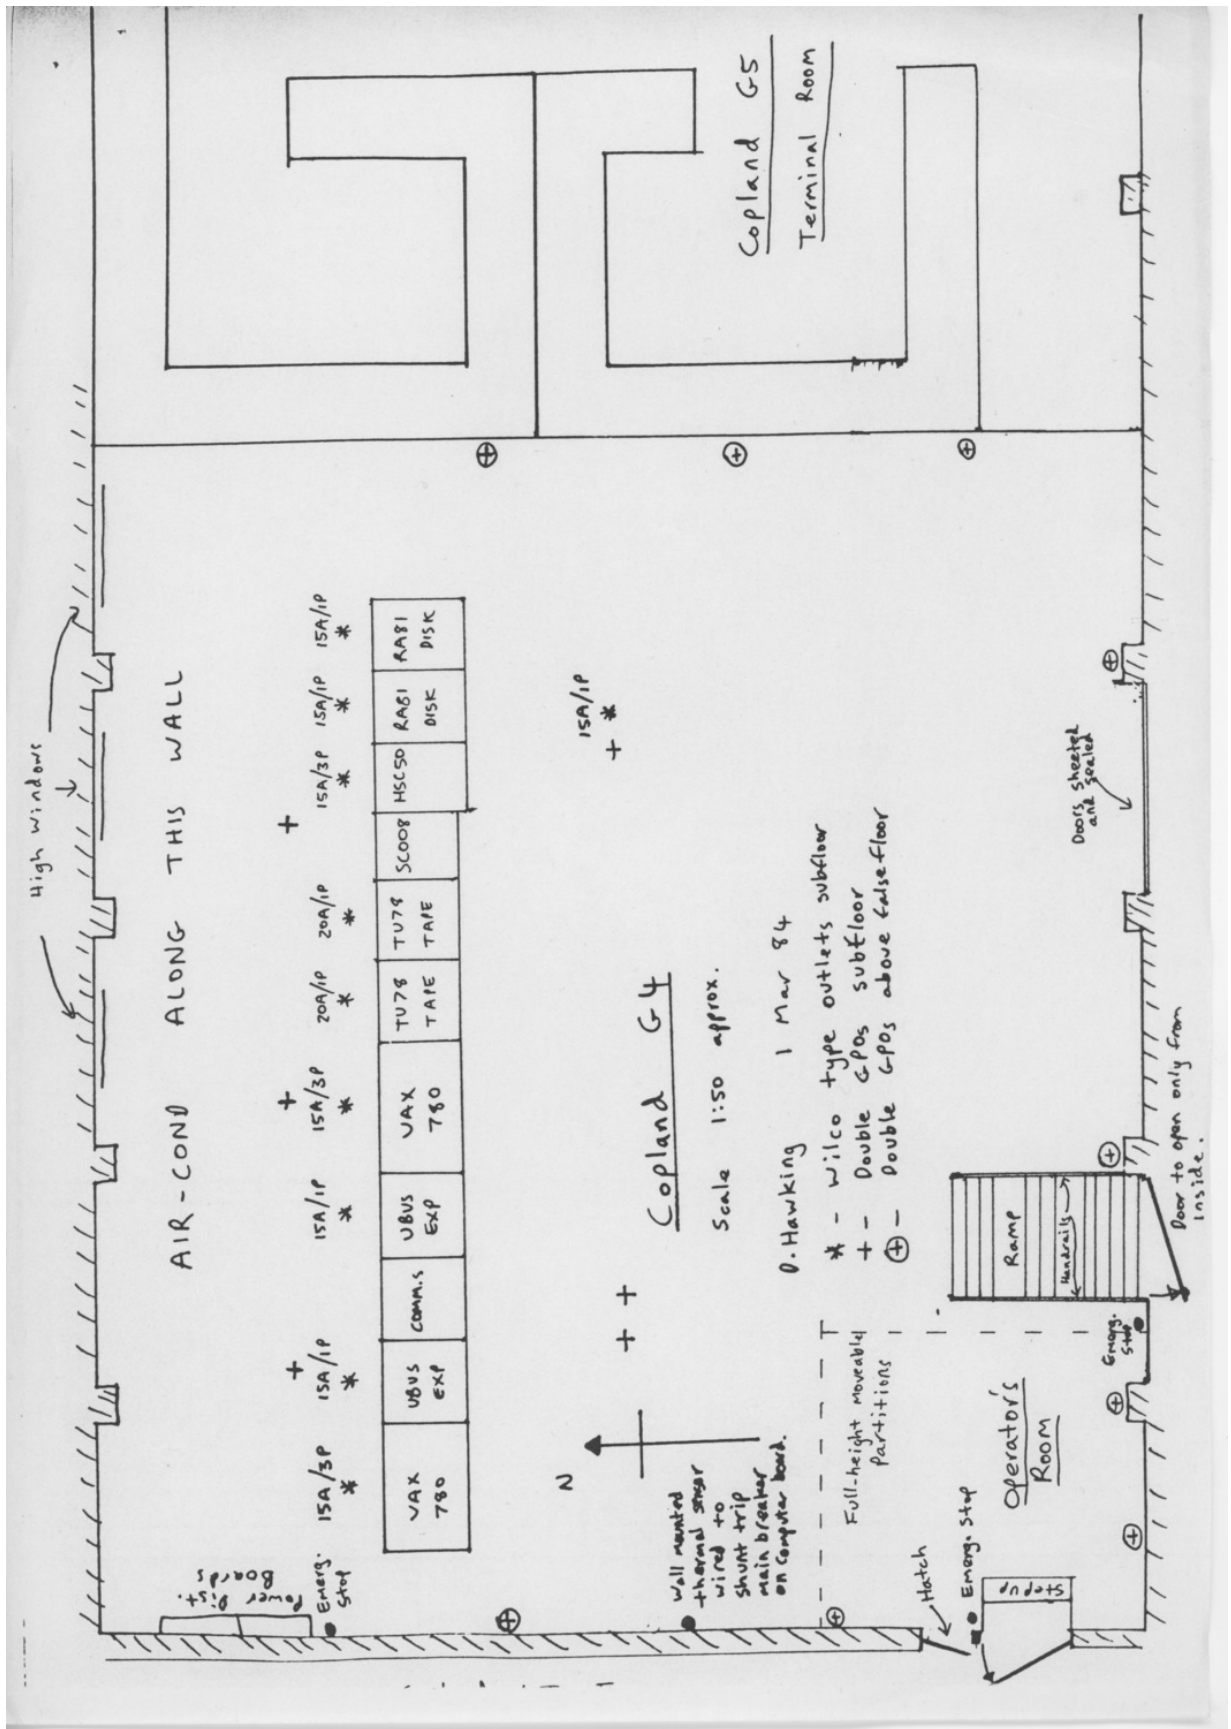 High windows
AIR-COND ALONG THIS WALL
Power
Dist.
Boards
Emerg.
Stop
15A/3P
*
+
15A/1P
*
15A/1P
*
+
15A/3P
*
20A/1P
*
20A/1P
*
+
15A/3P
*
15A/1P
*
15A/1P
*
VAX
780
UBUS
EXP
COMM.S
UBUS
EXP
VAX
780
TU78
TAPE
TU78
TAPE
SC008
HSC50
RA81
DISK
RA81
DISK
N
+ +
15A/1P
+ *
Copland G4
Scale 1:50 approx.
D. Hawking 1 Mar 84
* - Wilco type outlets subfloor
+ - Double GPOs subfloor
⊕ - Double GPOs above false floor
Wall mounted
thermal sensor
wired to
shunt trip
main breaker
on computer board.
Full-height moveable
partitions
Operator's
Room
Hatch
Emerg. Stop
Step up
Emerg.
Stop
Ramp
Handrails
Door to open only from
inside.
Doors sheeted
and sealed
Copland G5
Terminal Room